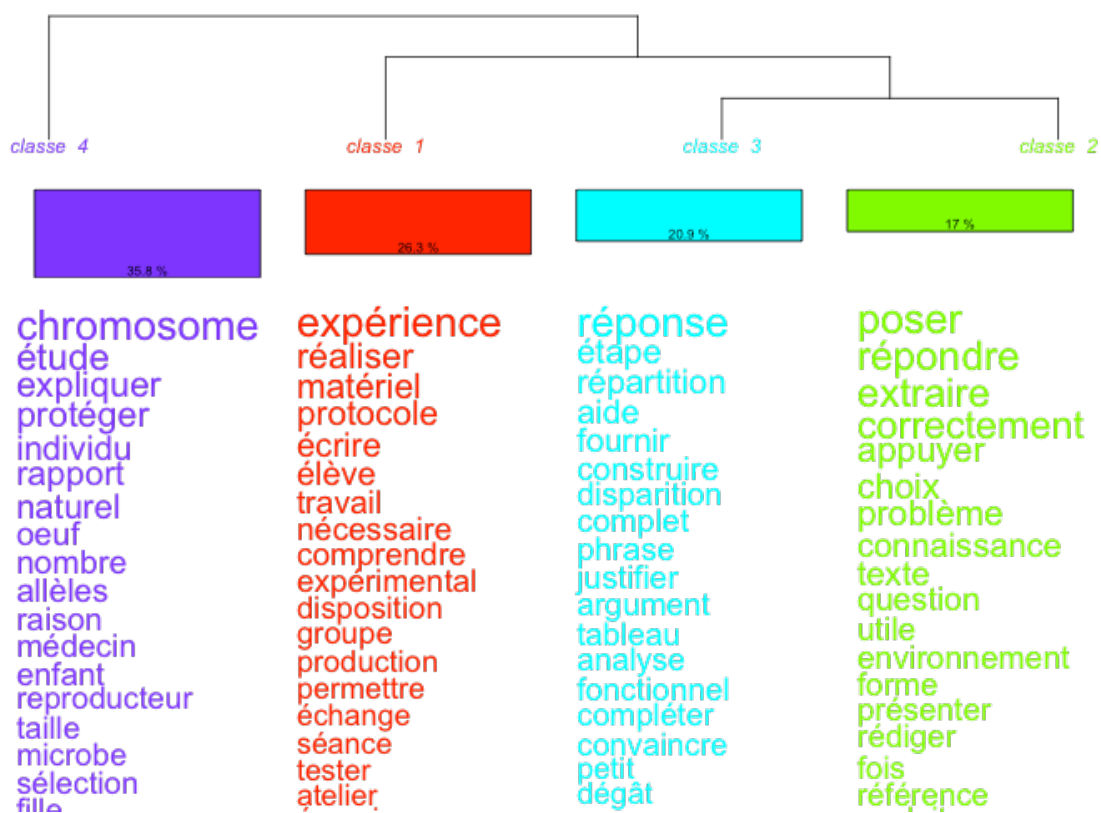 classe 4
classe 1
classe 3
classe 2
35.8 %
26.3 %
20.9 %
17 %
chromosome
étude
expliquer
protéger
individu
rapport
naturel
oeuf
nombre
allèles
raison
médecin
enfant
reproducteur
taille
microbe
sélection
fille
expérience
réaliser
matériel
protocole
écrire
élève
travail
nécessaire
comprendre
expérimental
disposition
groupe
production
permettre
échange
séance
tester
atelier
réponse
étape
répartition
aide
fournir
construire
disparition
complet
phrase
justifier
argument
tableau
analyse
fonctionnel
compléter
convaincre
petit
dégât
poser
répondre
extraire
correctement
appuyer
choix
problème
connaissance
texte
question
utile
environnement
forme
présenter
rédiger
fois
référence